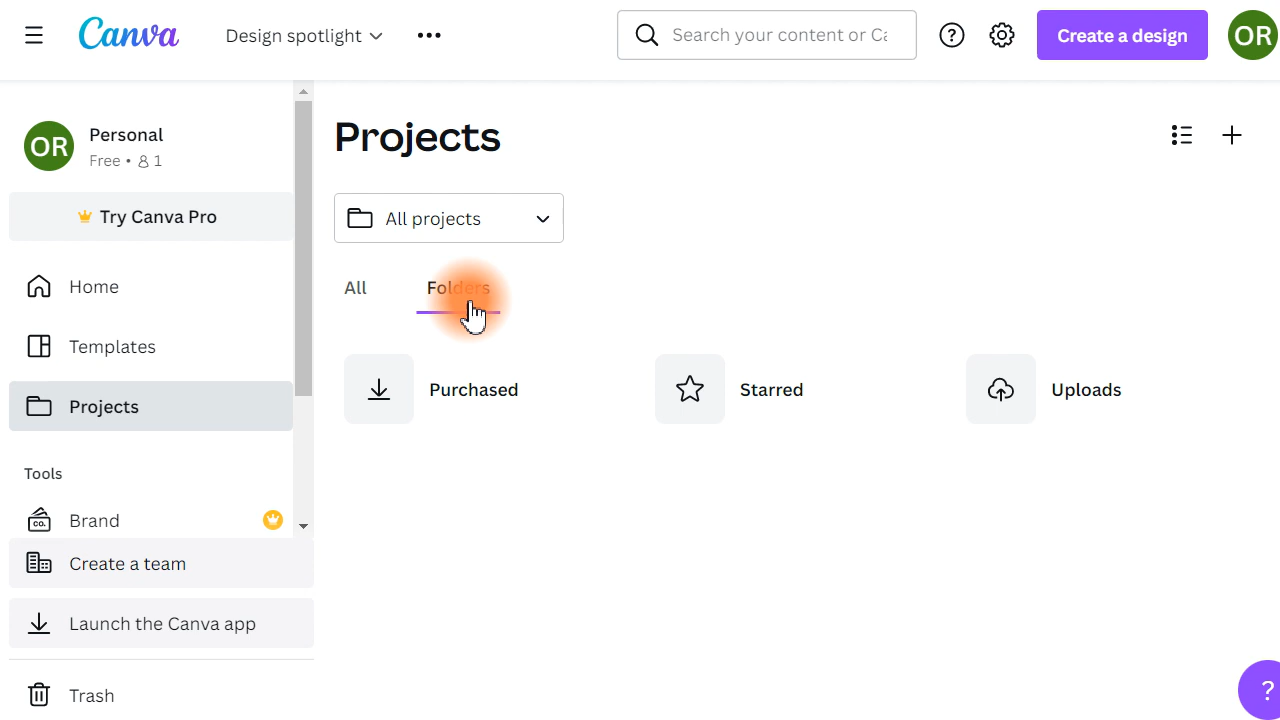 Canva
Design spotlight
Search your content or Ca
Create a design
OR
OR
Personal
Free • 1
Try Canva Pro
Home
Templates
Projects
Tools
CO.
Brand
Create a team
Launch the Canva app
Trash
Projects
All projects
All
Folders
Purchased
Starred
Uploads
?